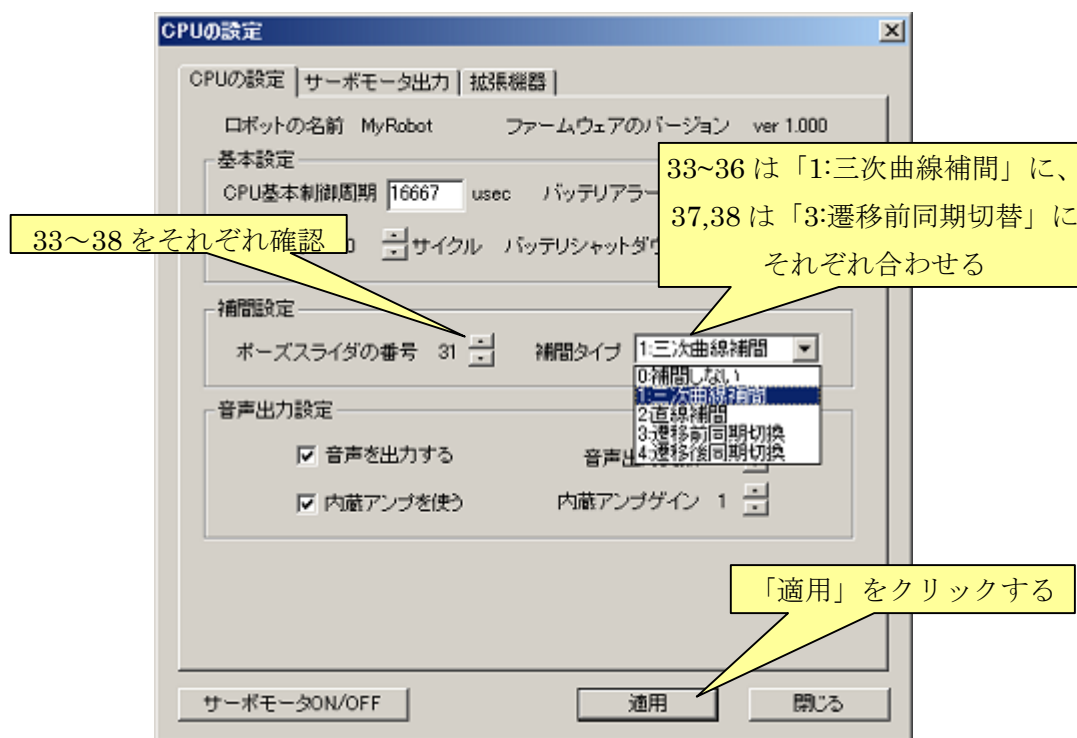 CPUの設定
CPUの設定 サーボモータ出力 拡張機器
ロボットの名前 MyRobot ファームウェアのバージョン ver 1.000
基本設定
33~36 は「1:三次曲線補間」に、
37,38 は「3:遷移前同期切替」に
それぞれ合わせる
CPU基本制御周期 16667 usec バッテリアラー
33～38 をそれぞれ確認
0 サイクル バッテリシャットダウ
補間設定
ポーズスライダの番号 31 補間タイプ 1:三次曲線補間
0:補間しない
1:三次曲線補間
2:直線補間
3:遷移前同期切換
4:遷移後同期切換
音声出力設定
音声を出力する 音声出
内蔵アンプを使う 内蔵アンプゲイン 1
「適用」をクリックする
サーボモータON/OFF 適用 閉じる